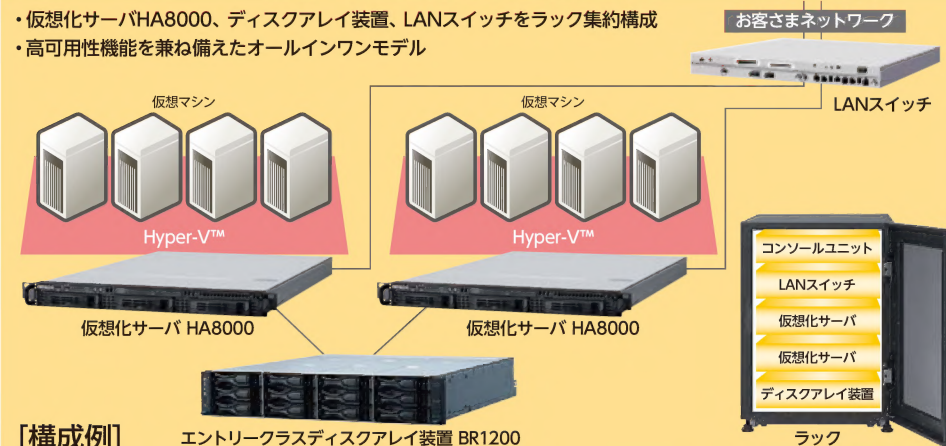 ・仮想化サーバHA8000、ディスクアレイ装置、LANスイッチをラック集約構成
・高可用性機能を兼ね備えたオールインワンモデル
お客さまネットワーク
LANスイッチ
仮想マシン
仮想マシン
Hyper-V™
Hyper-V™
仮想化サーバ HA8000
仮想化サーバ HA8000
コンソールユニット
LANスイッチ
仮想化サーバ
仮想化サーバ
ディスクアレイ装置
[構成例]
エントリークラスディスクアレイ装置 BR1200
ラック